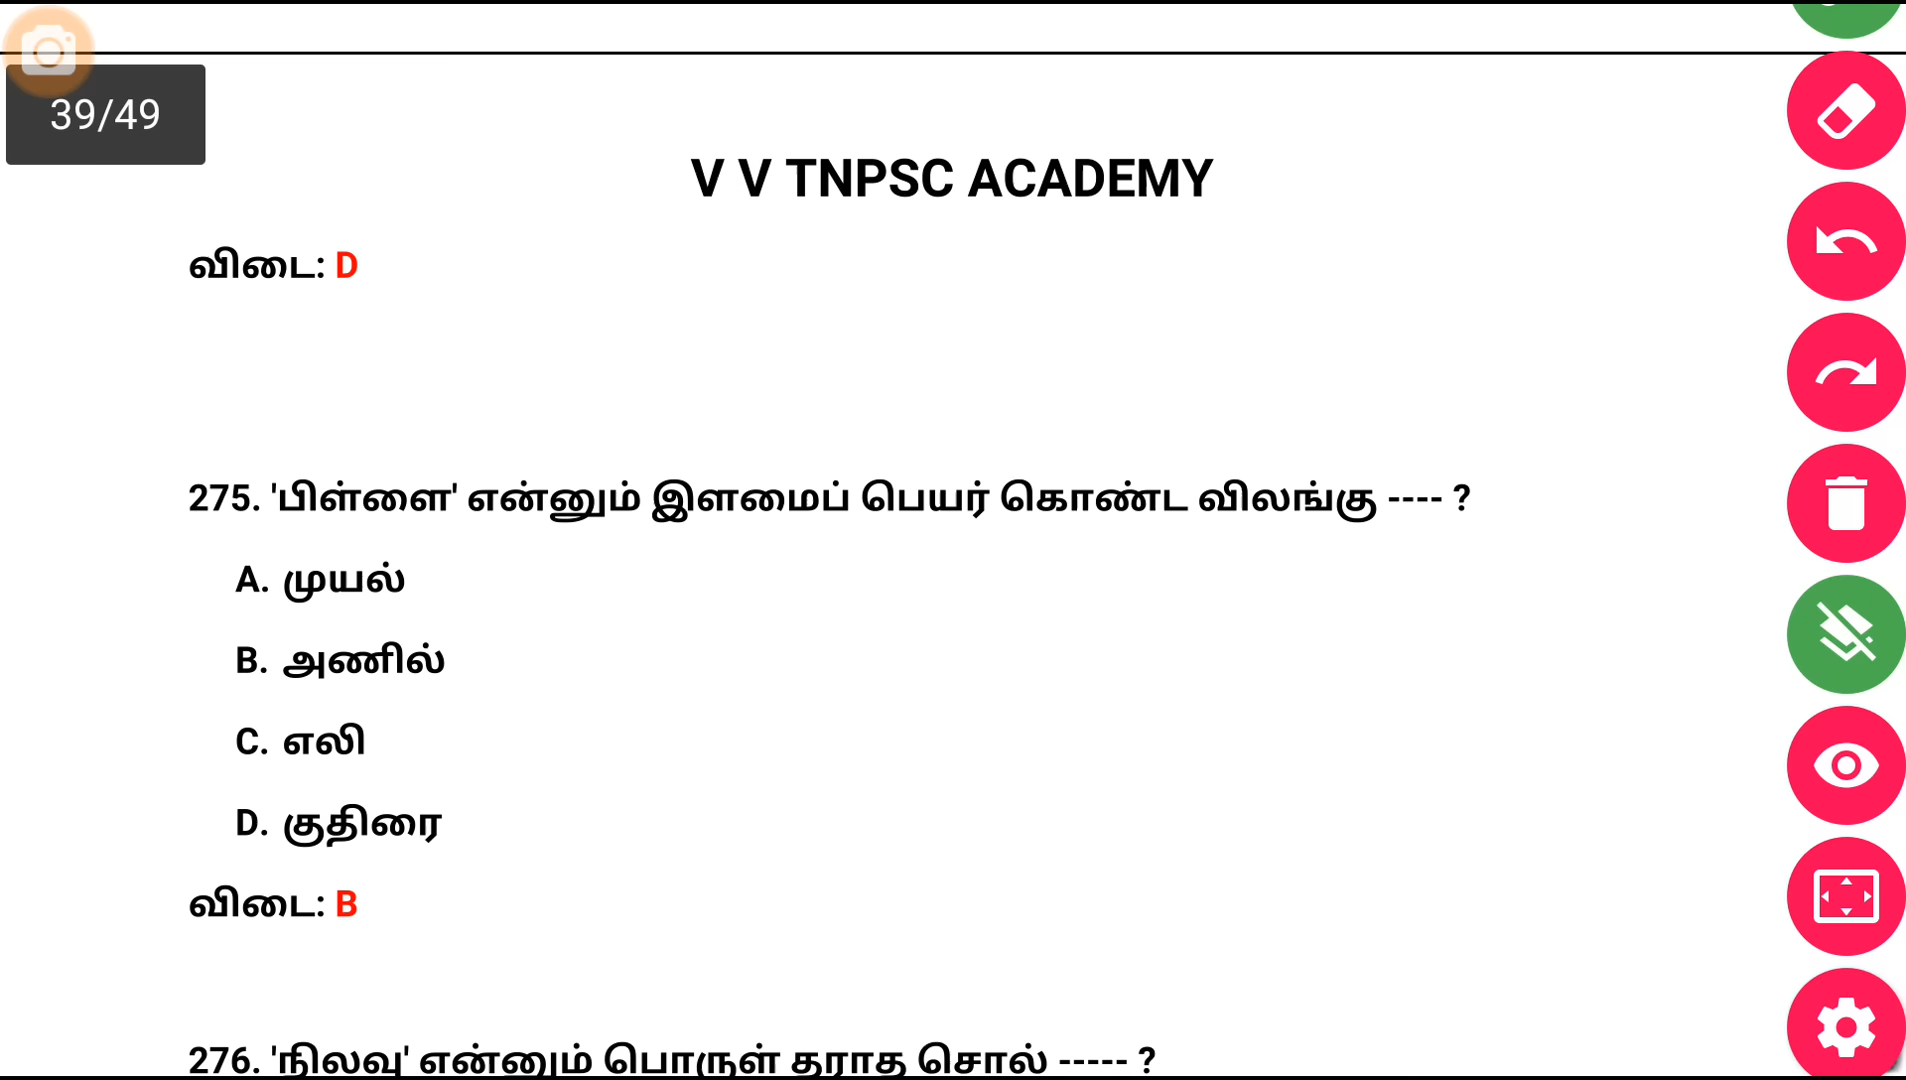 39/49
V V TNPSC ACADEMY
விடை: D
275. 'பிள்ளை' என்னும் இளமைப் பெயர் கொண்ட விலங்கு ---- ?
A. முயல்
B. அணில்
C. எலி
D. குதிரை
விடை: B
276. 'நிலவு' என்னும் பொருள் தராத சொல் ----- ?